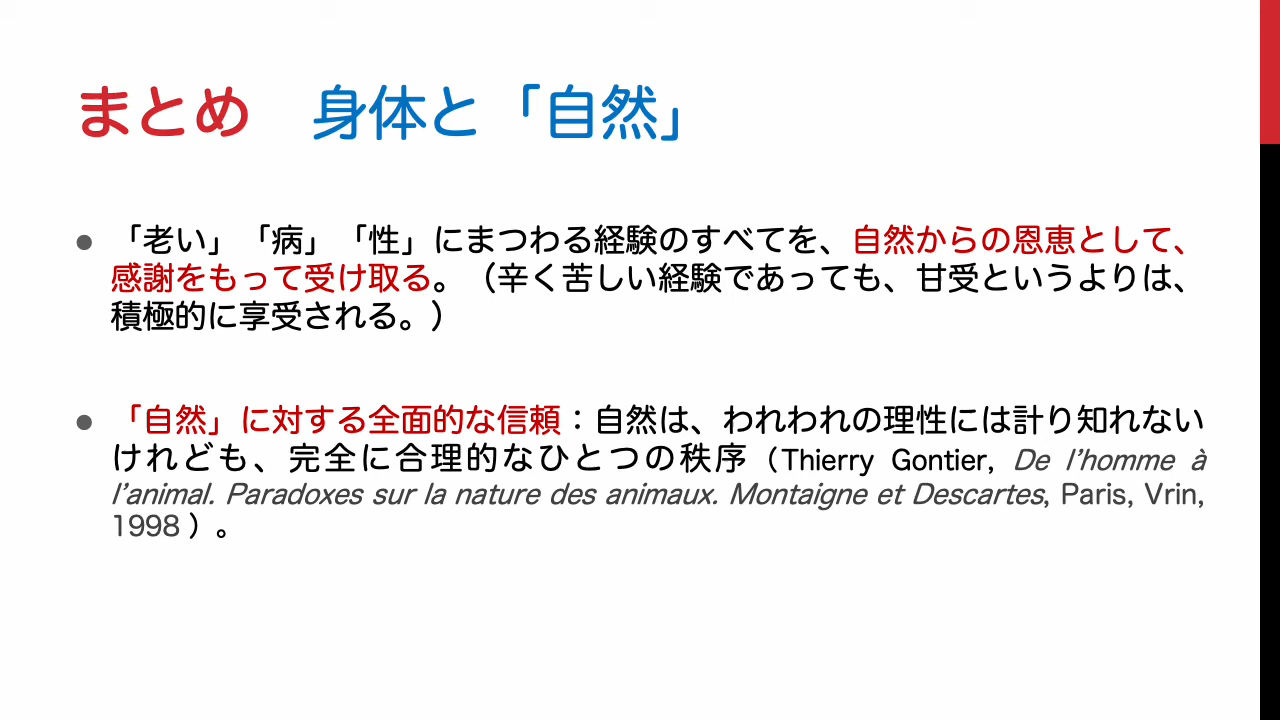 まとめ　身体と「自然」
● 「老い」「病」「性」にまつわる経験のすべてを、自然からの恩恵として、
感謝をもって受け取る。（辛く苦しい経験であっても、甘受というよりは、
積極的に享受される。）
● 「自然」に対する全面的な信頼：自然は、われわれの理性には計り知れない
けれども、完全に合理的なひとつの秩序（Thierry Gontier, De l’homme à
l’animal. Paradoxes sur la nature des animaux. Montaigne et Descartes, Paris, Vrin,
1998 ）。